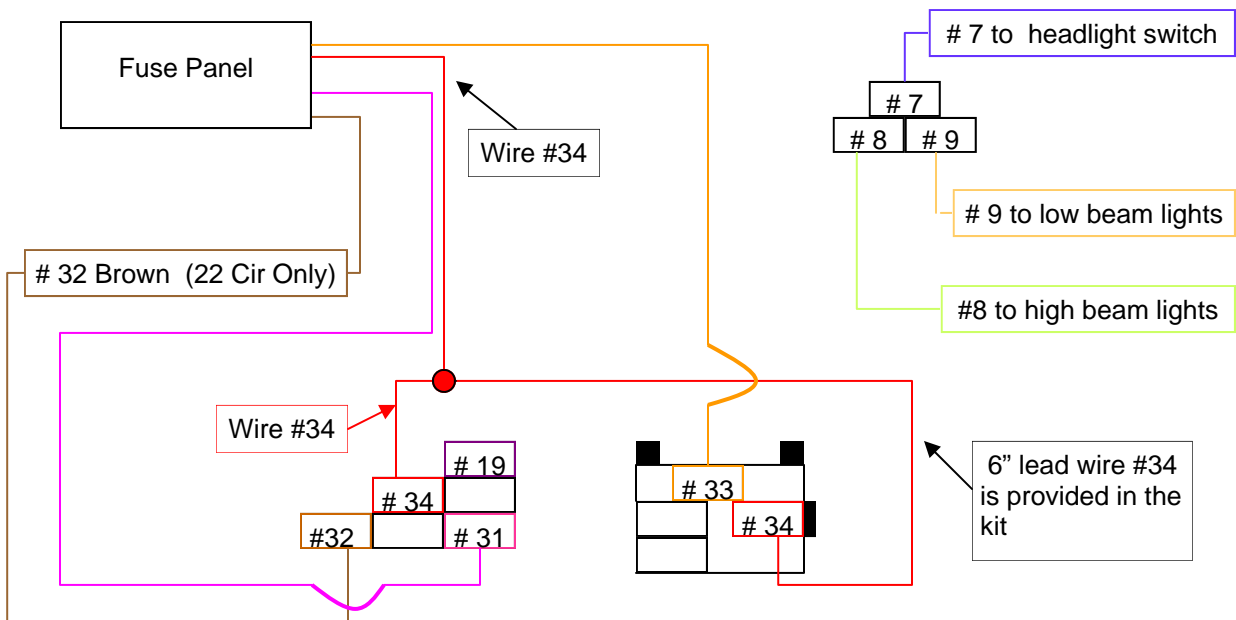 Fuse Panel
# 7 to  headlight switch
# 7
# 8
# 9
Wire #34
# 9 to low beam lights
# 32 Brown  (22 Cir Only)
#8 to high beam lights
Wire #34
# 19
# 34
#32
# 31
# 33
# 34
6” lead wire #34
is provided in the
kit